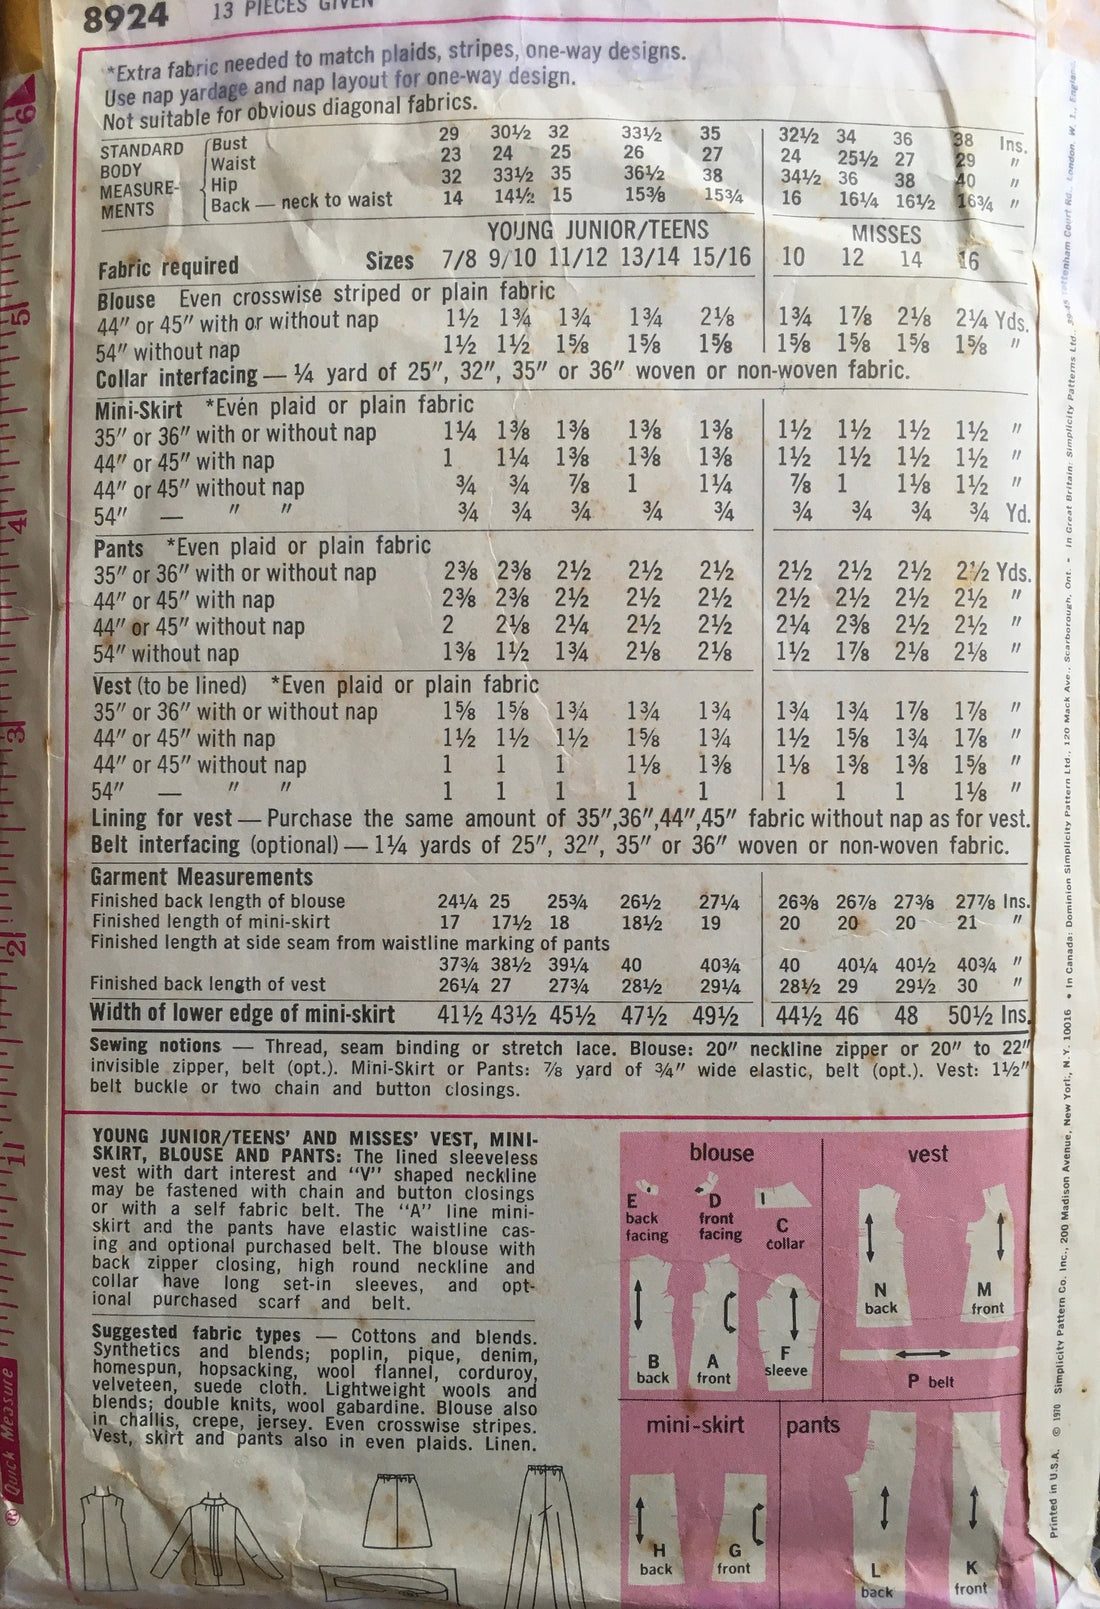 8924 13 PIECES GIVEN
*Extra fabric needed to match plaids, stripes, one-way designs.
Use nap yardage and nap layout for one-way design.
Not suitable for obvious diagonal fabrics.
STANDARD BODY MEASURE-MENTS
Bust 29 30½ 32 33½ 35 32½ 34 36 38 Ins.
Waist 23 24 25 26 27 24 25½ 27 29 "
Hip 32 33½ 35 36½ 38 34½ 36 38 40 "
Back — neck to waist 14 14½ 15 15⅜ 15¾ 16 16¼ 16½ 16¾ "
YOUNG JUNIOR/TEENS MISSES
Fabric required Sizes 7/8 9/10 11/12 13/14 15/16 10 12 14 16
Blouse Even crosswise striped or plain fabric
44" or 45" with or without nap 1½ 1¾ 1¾ 1¾ 2⅛ 1¾ 1⅞ 2⅛ 2¼ Yds.
54" without nap 1½ 1½ 1⅝ 1⅝ 1⅝ 1⅝ 1⅝ 1⅝ 1⅝ "
Collar interfacing — ¼ yard of 25", 32", 35" or 36" woven or non-woven fabric.
Mini-Skirt *Even plaid or plain fabric
35" or 36" with or without nap 1¼ 1⅜ 1⅜ 1⅜ 1⅜ 1½ 1½ 1½ 1½ "
44" or 45" with nap 1 1¼ 1⅜ 1⅜ 1⅜ 1½ 1½ 1½ 1½ "
44" or 45" without nap ¾ ¾ ⅞ 1 1¼ ⅞ 1 1⅛ 1½ "
54" — " " ¾ ¾ ¾ ¾ ¾ ¾ ¾ ¾ ¾ Yd.
Pants *Even plaid or plain fabric
35" or 36" with or without nap 2⅜ 2⅜ 2½ 2½ 2½ 2½ 2½ 2½ 2½ Yds.
44" or 45" with nap 2⅜ 2⅜ 2½ 2½ 2½ 2½ 2½ 2½ 2½ "
44" or 45" without nap 2 2⅛ 2¼ 2½ 2½ 2¼ 2⅜ 2½ 2½ "
54" without nap 1⅜ 1½ 1¾ 2⅛ 2⅛ 1½ 1⅞ 2⅛ 2⅛ "
Vest (to be lined) *Even plaid or plain fabric
35" or 36" with or without nap 1⅝ 1⅝ 1¾ 1¾ 1¾ 1¾ 1¾ 1⅞ 1⅞ "
44" or 45" with nap 1½ 1½ 1½ 1⅝ 1¾ 1½ 1⅝ 1¾ 1⅞ "
44" or 45" without nap 1 1 1 1⅛ 1⅜ 1⅛ 1⅜ 1⅜ 1⅝ "
54" — " " 1 1 1 1 1 1 1 1 1⅛ "
Lining for vest — Purchase the same amount of 35",36",44",45" fabric without nap as for vest.
Belt interfacing (optional) — 1¼ yards of 25", 32", 35" or 36" woven or non-woven fabric.
Garment Measurements
Finished back length of blouse 24¼ 25 25¾ 26½ 27¼ 26⅜ 26⅞ 27⅜ 27⅞ Ins.
Finished length of mini-skirt 17 17½ 18 18½ 19 20 20 20 21 "
Finished length at side seam from waistline marking of pants
37¾ 38½ 39¼ 40 40¾ 40 40¼ 40½ 40¾ "
Finished back length of vest 26¼ 27 27¾ 28½ 29¼ 28½ 29 29½ 30 "
Width of lower edge of mini-skirt 41½ 43½ 45½ 47½ 49½ 44½ 46 48 50½ Ins.
Sewing notions — Thread, seam binding or stretch lace. Blouse: 20" neckline zipper or 20" to 22"
invisible zipper, belt (opt.). Mini-Skirt or Pants: ⅞ yard of ¾" wide elastic, belt (opt.). Vest: 1½"
belt buckle or two chain and button closings.
YOUNG JUNIOR/TEENS' AND MISSES' VEST, MINI-
SKIRT, BLOUSE AND PANTS: The lined sleeveless
vest with dart interest and "V" shaped neckline
may be fastened with chain and button closings
or with a self fabric belt. The "A" line mini-
skirt and the pants have elastic waistline cas-
ing and optional purchased belt. The blouse with
back zipper closing, high round neckline and
collar have long set-in sleeves, and opt-
ional purchased scarf and belt.
Suggested fabric types — Cottons and blends.
Synthetics and blends; poplin, pique, denim,
homespun, hopsacking, wool flannel, corduroy,
velveteen, suede cloth. Lightweight wools and
blends; double knits, wool gabardine. Blouse also
in challis, crepe, jersey. Even crosswise stripes.
Vest, skirt and pants also in even plaids. Linen.
blouse
E back facing
D front facing
C collar
B back
A front
F sleeve
vest
N back
M front
P belt
mini-skirt
H back
G front
pants
L back
K front
6
5
4
3
2
1
® Quick Measure
Printed in U.S.A. © 1970 Simplicity Pattern Co. Inc., 200 Madison Avenue, New York, N.Y. 10016 • In Canada: Dominion Simplicity Pattern Ltd., 120 Mack Ave., Scarborough, Ont. • In Great Britain: Simplicity Patterns Ltd., Tottenham Court Rd., London, W. 1., England.